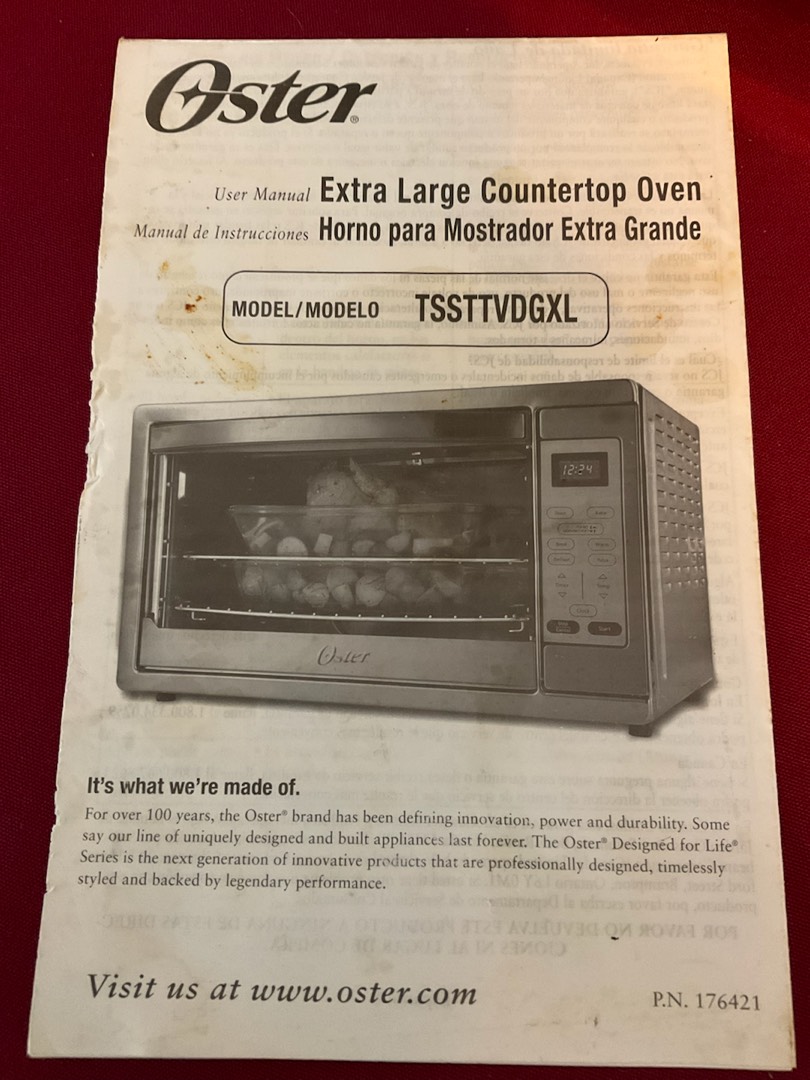 Oster®
User Manual Extra Large Countertop Oven
Manual de Instrucciones Horno para Mostrador Extra Grande
MODEL/MODELO TSSTTVDGXL
12:24
Oster
It's what we're made of.
For over 100 years, the Oster® brand has been defining innovation, power and durability. Some
say our line of uniquely designed and built appliances last forever. The Oster® Designed for Life®
Series is the next generation of innovative products that are professionally designed, timelessly
styled and backed by legendary performance.
Visit us at www.oster.com
P.N. 176421